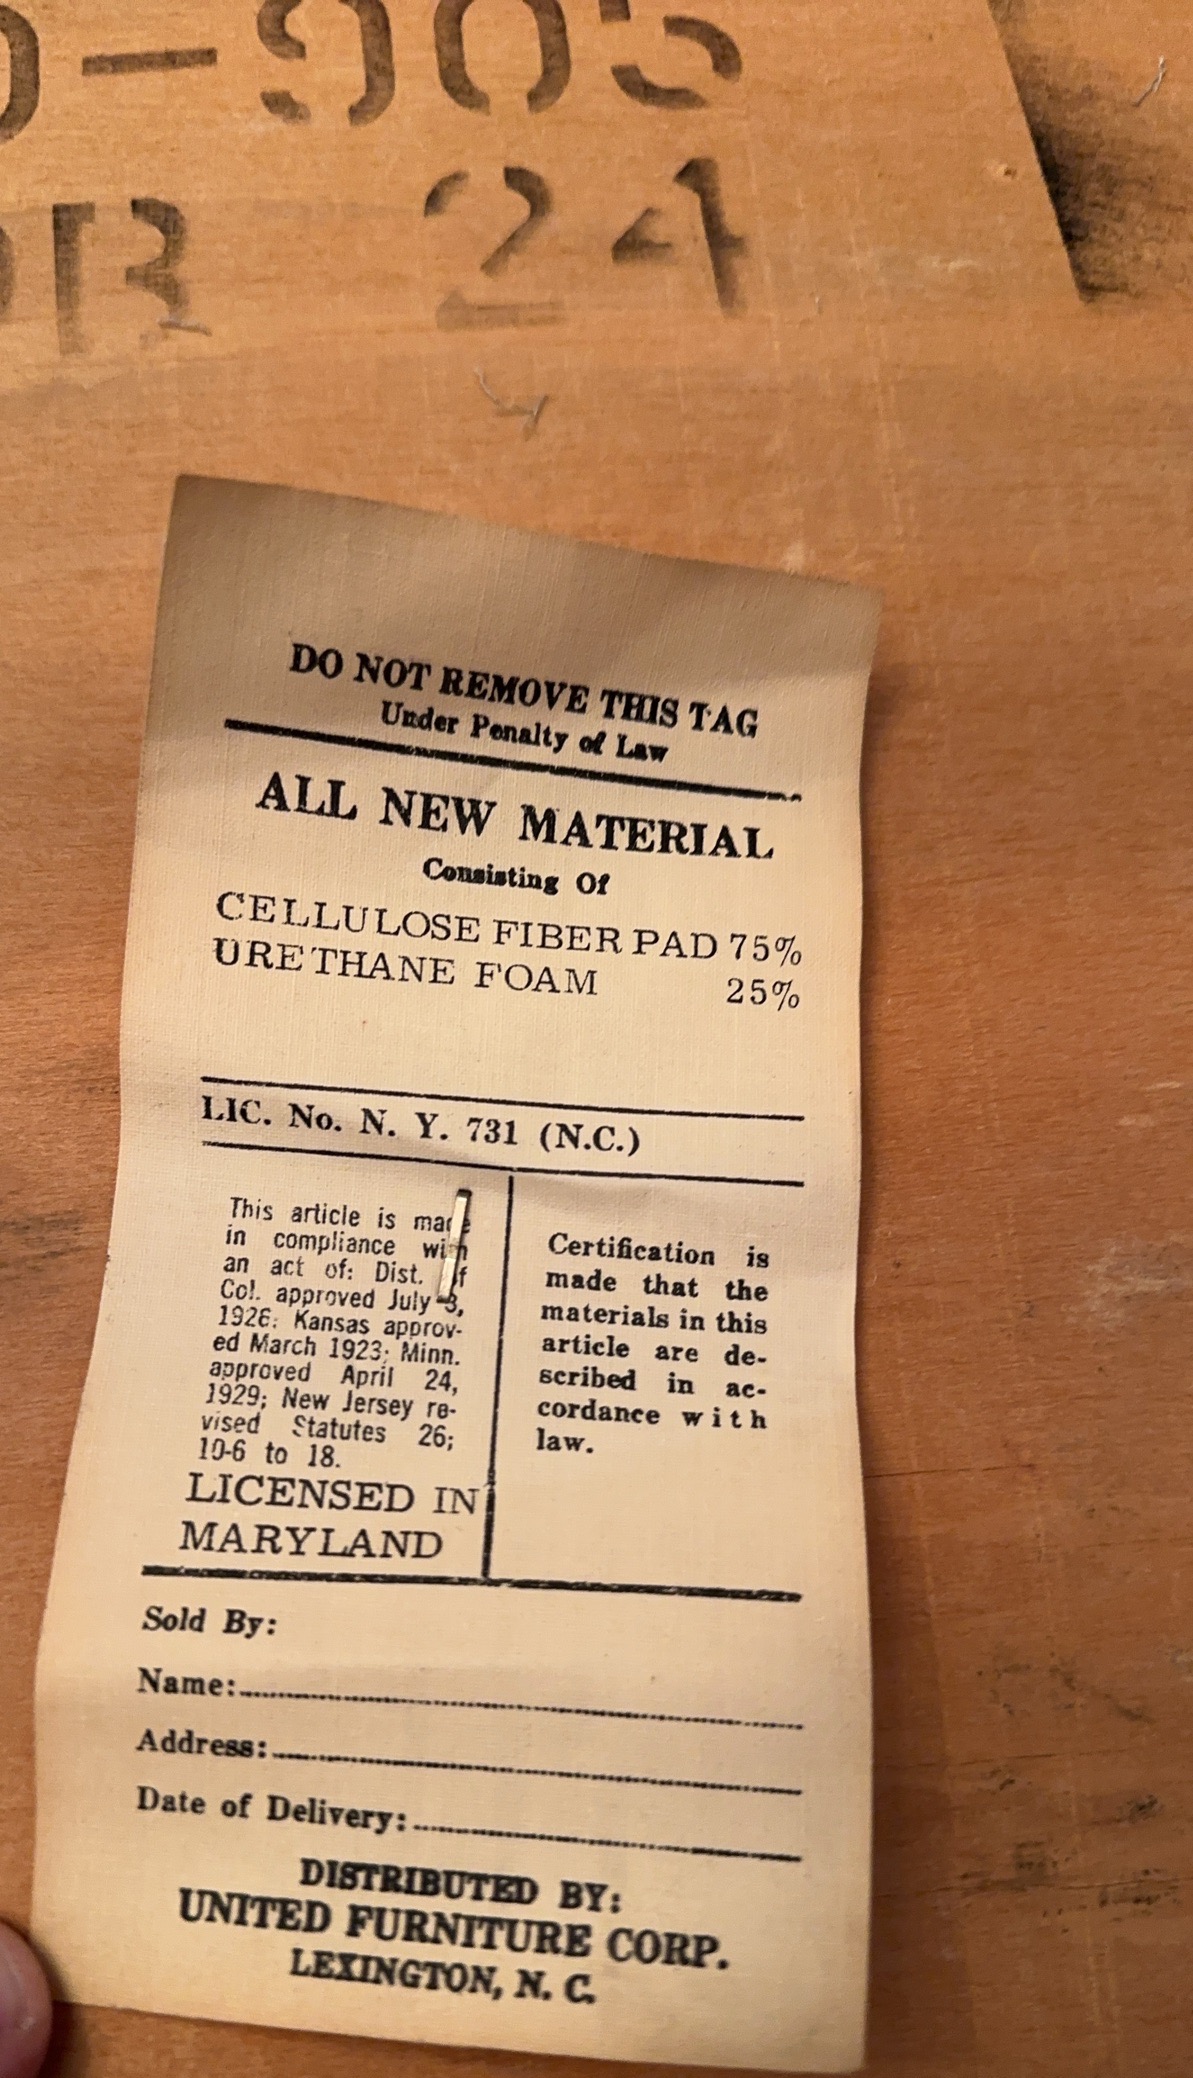 -905
24
DO NOT REMOVE THIS TAG
Under Penalty of Law
ALL NEW MATERIAL
Consisting Of
CELLULOSE FIBER PAD 75%
URETHANE FOAM 25%
LIC. No. N. Y. 731 (N.C.)
This article is made
in compliance with
an act of: Dist. of
Col. approved July 3,
1926: Kansas approv-
ed March 1923; Minn.
approved April 24,
1929; New Jersey re-
vised Statutes 26;
10-6 to 18.
LICENSED IN
MARYLAND
Certification is
made that the
materials in this
article are de-
scribed in ac-
cordance with
law.
Sold By:
Name:
Address:
Date of Delivery:
DISTRIBUTED BY:
UNITED FURNITURE CORP.
LEXINGTON, N. C.